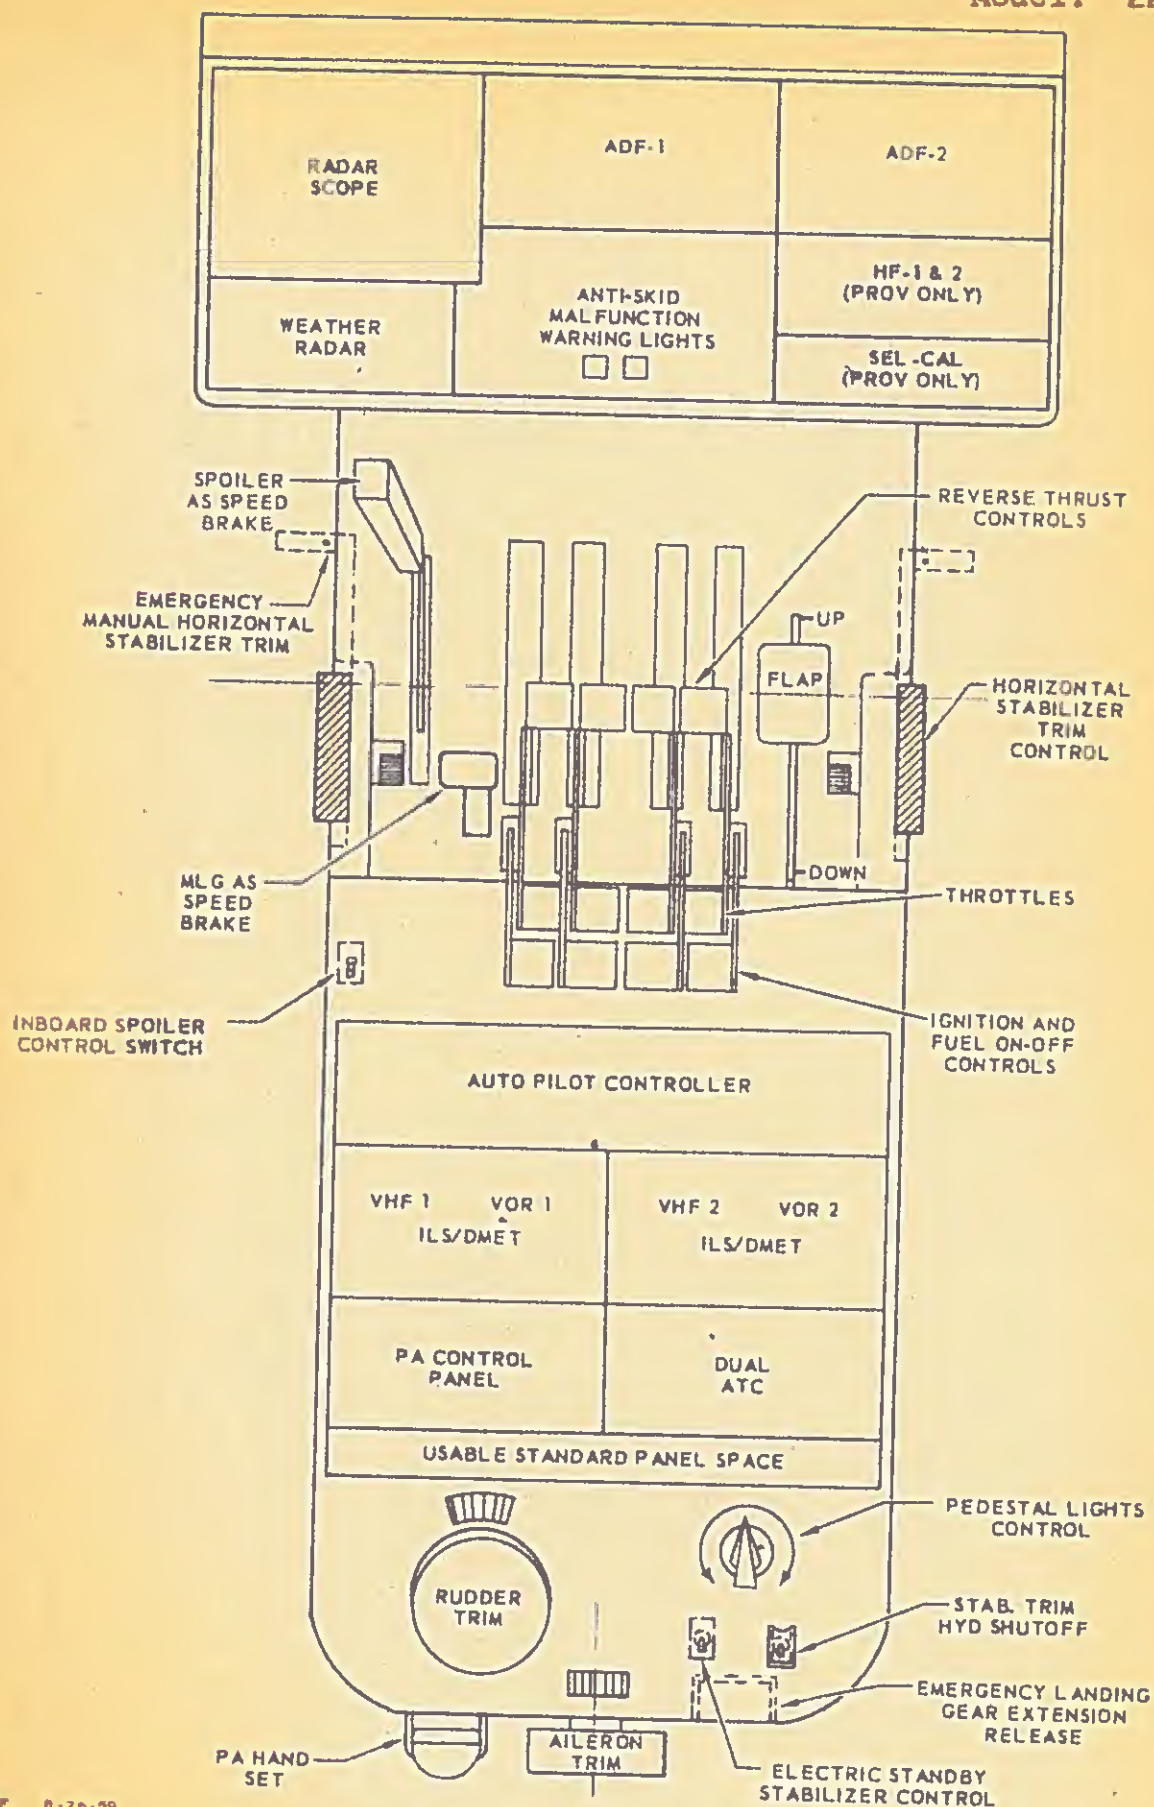 RADAR
SCOPE
ADF-1
ADF-2
WEATHER
RADAR
ANTI-SKID
MALFUNCTION
WARNING LIGHTS
HF-1 & 2
(PROV ONLY)
SEL-CAL
(PROV ONLY)
SPOILER
AS SPEED
BRAKE
REVERSE THRUST
CONTROLS
EMERGENCY
MANUAL HORIZONTAL
STABILIZER TRIM
UP
FLAP
HORIZONTAL
STABILIZER
TRIM
CONTROL
MLG AS
SPEED
BRAKE
DOWN
THROTTLES
INBOARD SPOILER
CONTROL SWITCH
IGNITION AND
FUEL ON-OFF
CONTROLS
AUTO PILOT CONTROLLER
VHF 1 VOR 1
ILS/DMET
VHF 2 VOR 2
ILS/DMET
PA CONTROL
PANEL
DUAL
ATC
USABLE STANDARD PANEL SPACE
PEDESTAL LIGHTS
CONTROL
RUDDER
TRIM
STAB. TRIM
HYD SHUTOFF
EMERGENCY LANDING
GEAR EXTENSION
RELEASE
PA HAND
SET
AILERON
TRIM
ELECTRIC STANDBY
STABILIZER CONTROL